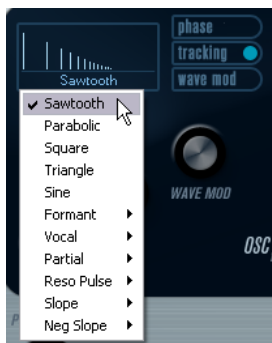 phase
tracking
Sawtooth
wave mod
Sawtooth
Parabolic
Square
Triangle
Sine
Formant
Vocal
Partial
Reso Pulse
Slope
Neg Slope
WAVE MOD
OSC
P